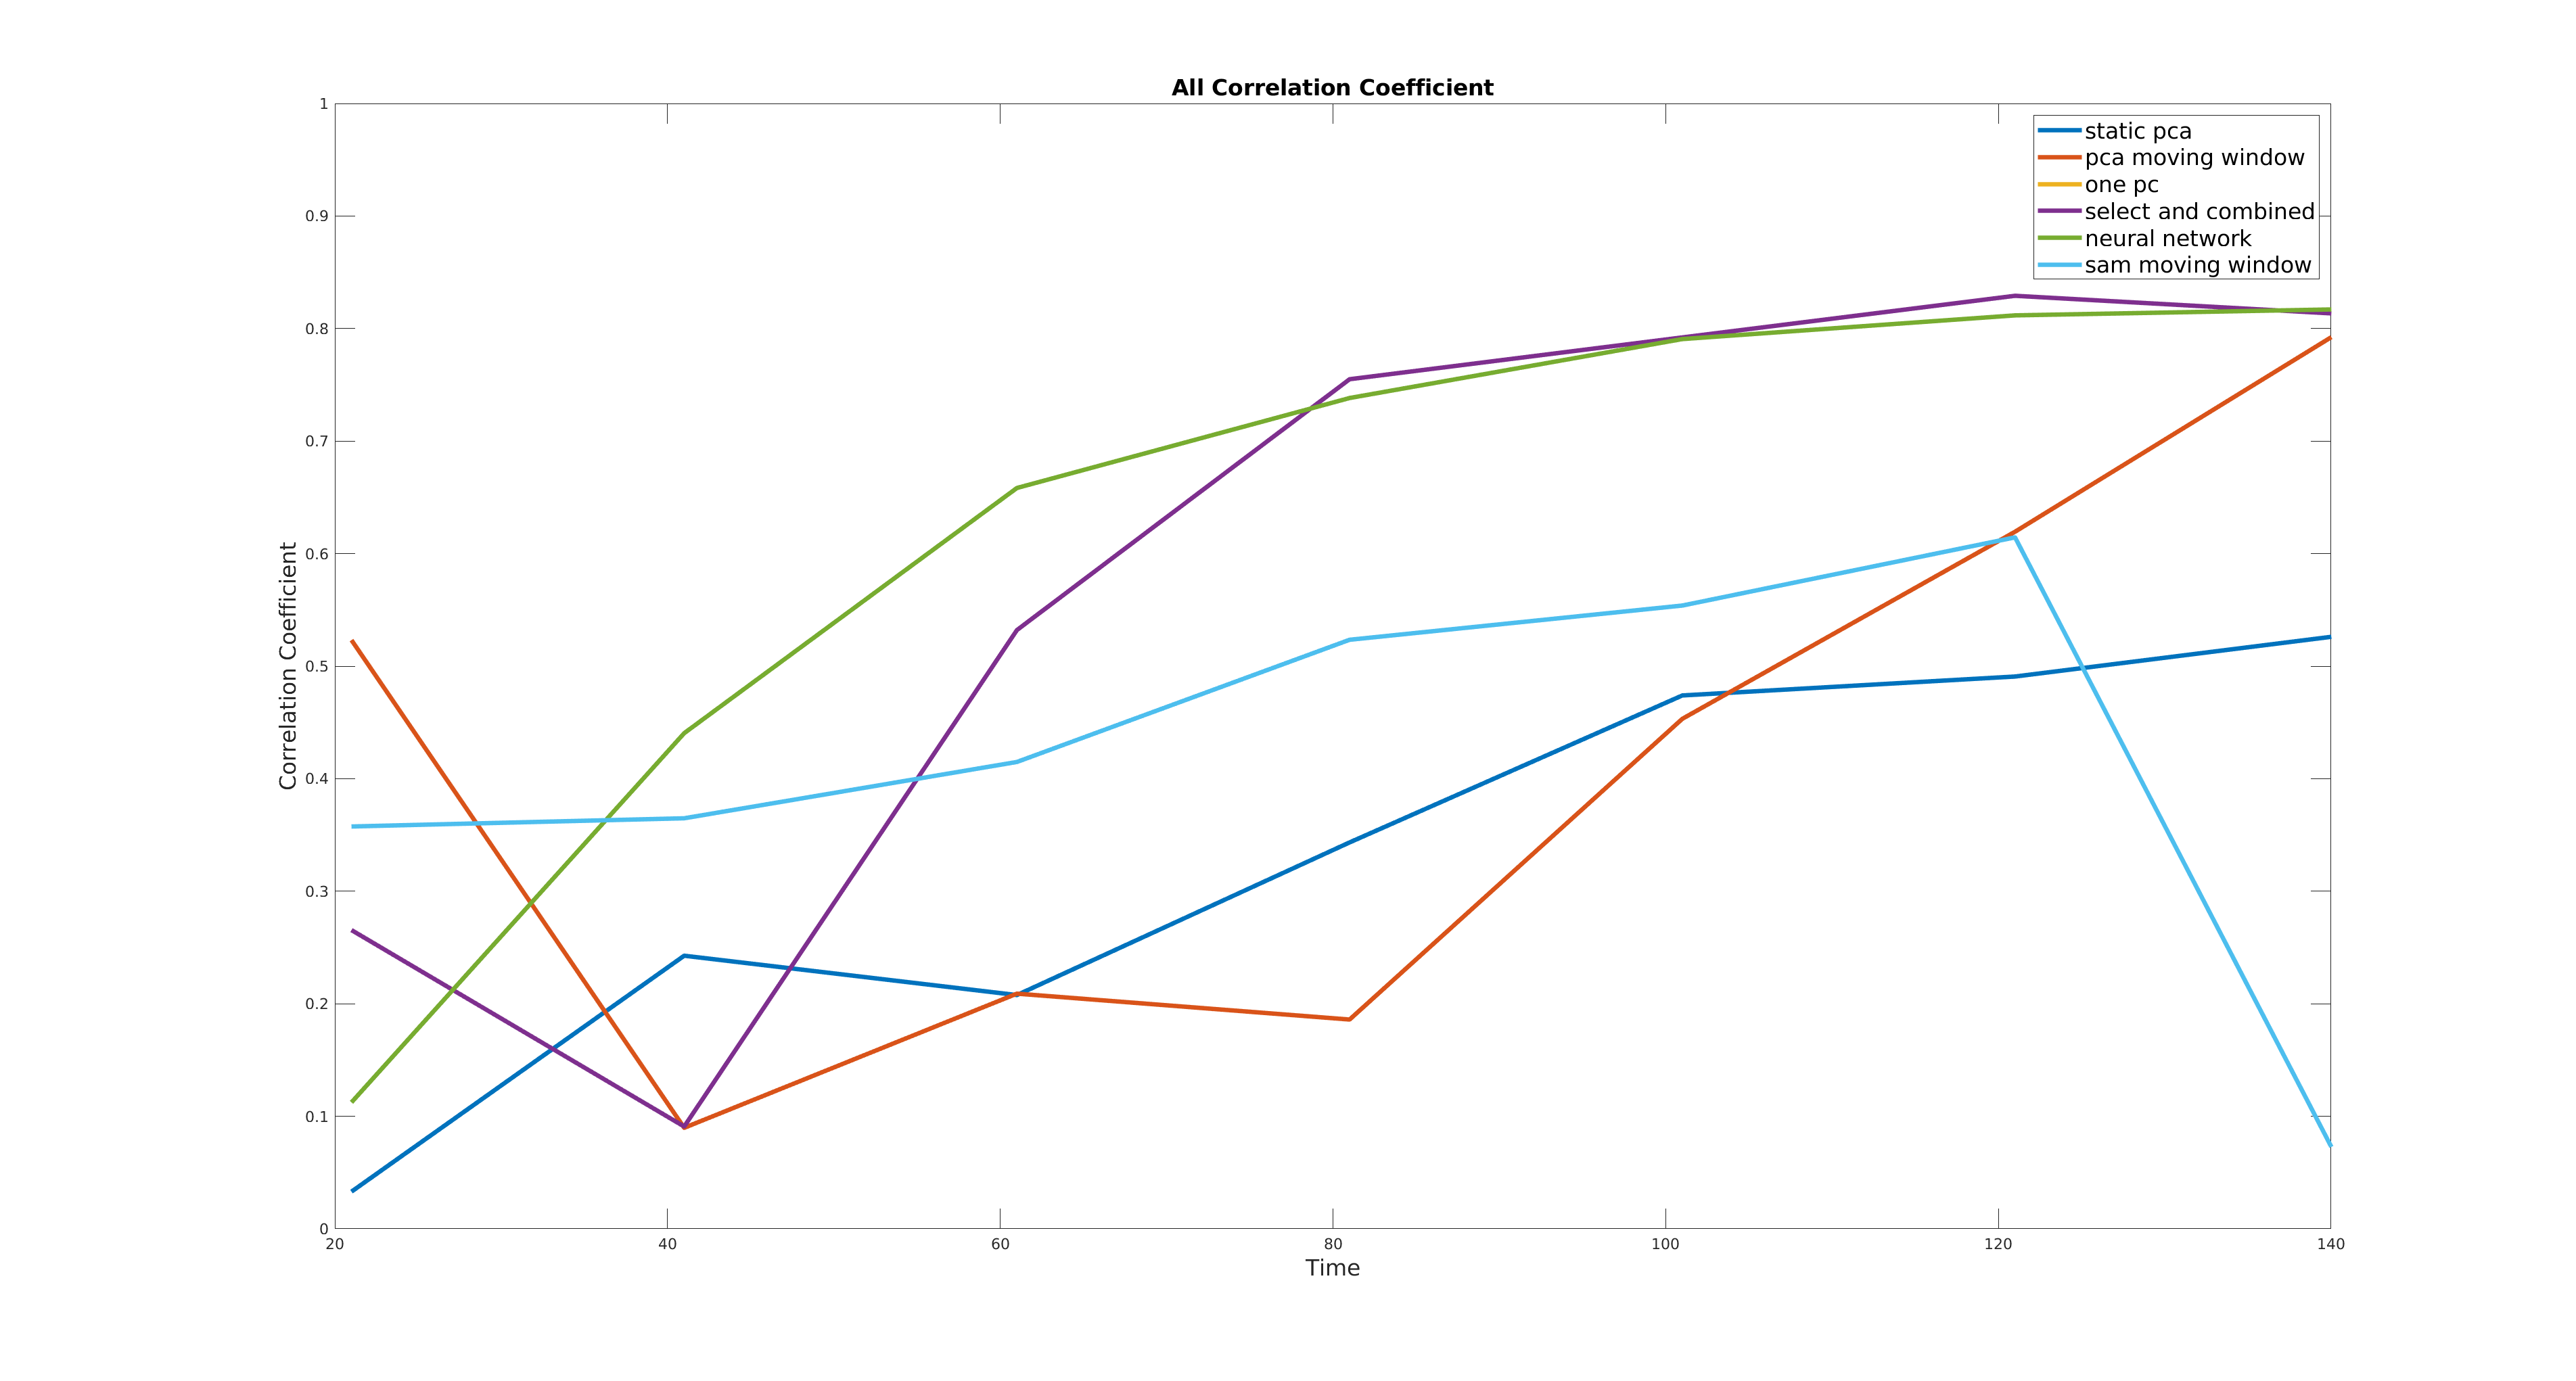 All Correlation Coefficient
1
0.9
0.8
0.7
0.6
0.5
0.4
0.3
0.2
0.1
0
Correlation Coefficient
static pca
pca moving window
one pc
select and combined
neural network
sam moving window
20 40 60 80 100 120 140
Time